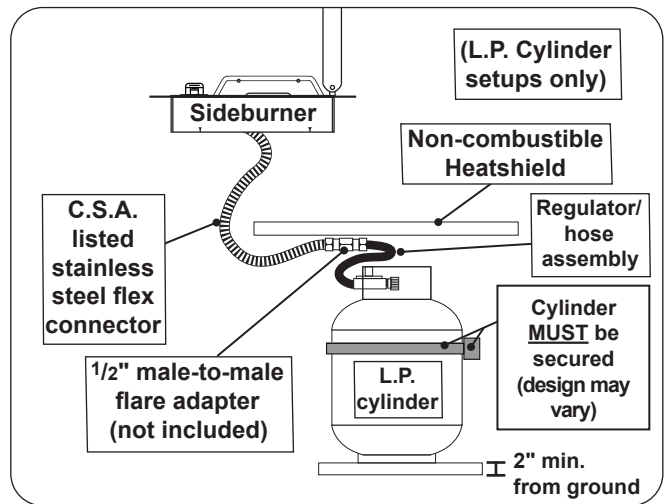 (L.P. Cylinder
setups only)
Sideburner
Non-combustible
Heatshield
C.S.A.
listed
stainless
steel flex
connector
Regulator/
hose
assembly
1/2" male-to-male
flare adapter
(not included)
L.P.
cylinder
Cylinder
MUST be
secured
(design may
vary)
2" min.
from ground